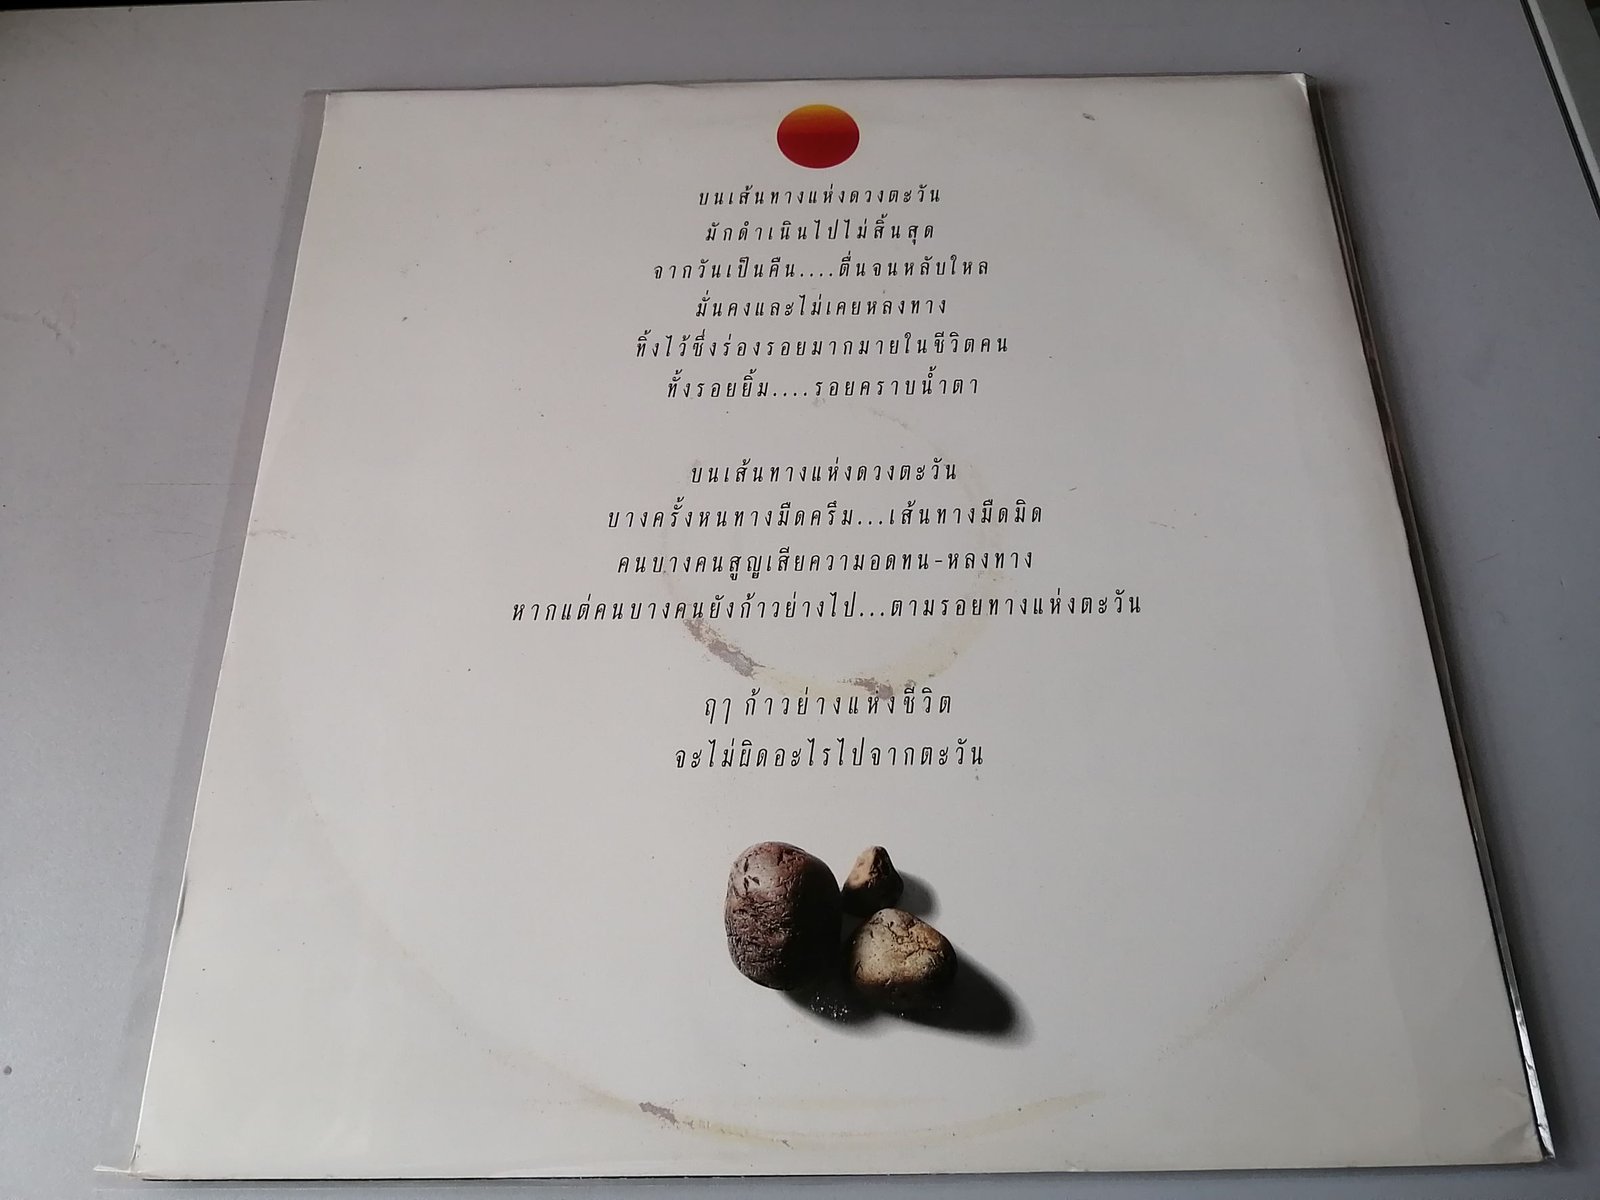 บนเส้นทางแห่งดวงตะวัน
มักดำเนินไปไม่สิ้นสุด
จากวันเป็นคืน....ตื่นจนหลับใหล
มั่นคงและไม่เคยหลงทาง
ทิ้งไว้ซึ่งร่องรอยมากมายในชีวิตคน
ทั้งรอยยิ้ม....รอยคราบน้ำตา
บนเส้นทางแห่งดวงตะวัน
บางครั้งหนทางมืดครึม...เส้นทางมืดมิด
คนบางคนสูญเสียความอดทน-หลงทาง
หากแต่คนบางคนยังก้าวย่างไป...ตามรอยทางแห่งตะวัน
ฤๅ ก้าวย่างแห่งชีวิต
จะไม่ผิดอะไรไปจากตะวัน